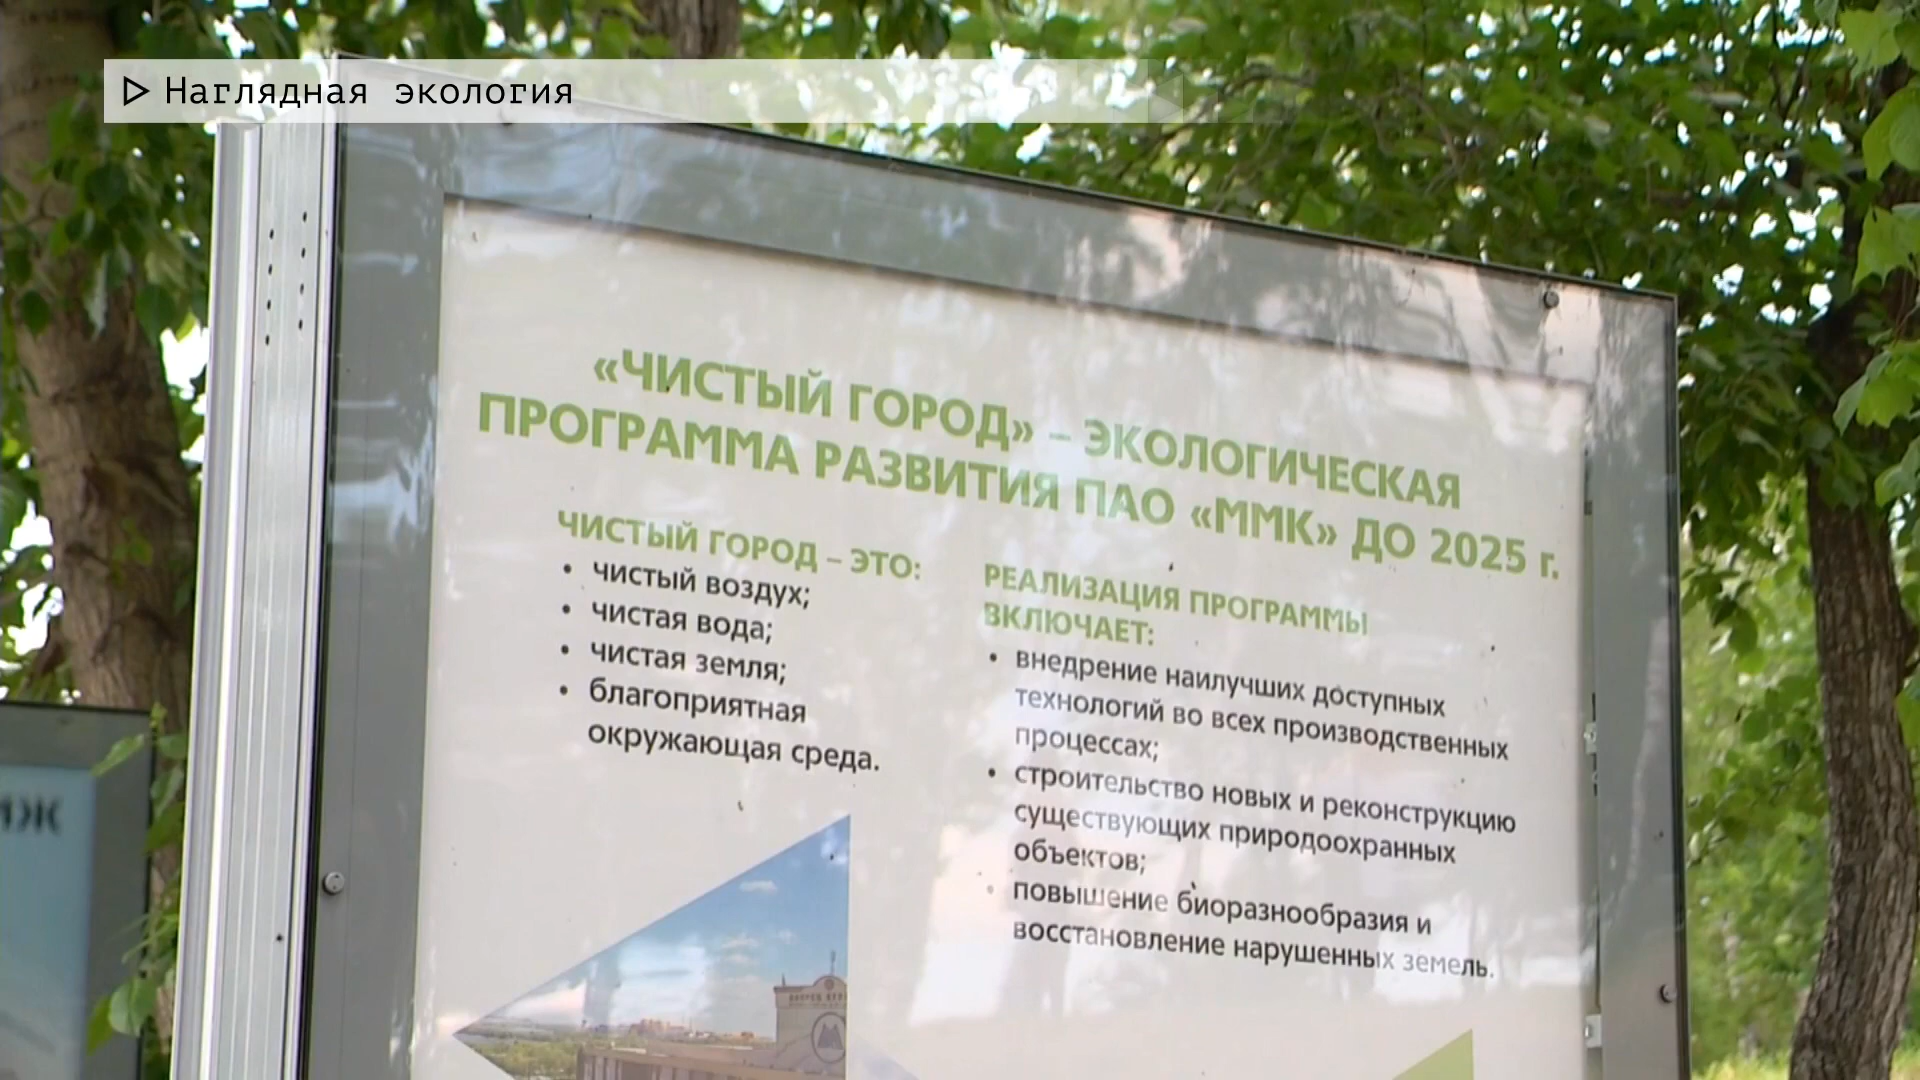 Наглядная экология
«ЧИСТЫЙ ГОРОД» – ЭКОЛОГИЧЕСКАЯ
ПРОГРАММА РАЗВИТИЯ ПАО «ММК» ДО 2025 г.
ЧИСТЫЙ ГОРОД – ЭТО:
• чистый воздух;
• чистая вода;
• чистая земля;
• благоприятная
окружающая среда.
РЕАЛИЗАЦИЯ ПРОГРАММЫ
ВКЛЮЧАЕТ:
• внедрение наилучших доступных
технологий во всех производственных
процессах;
• строительство новых и реконструкцию
существующих природоохранных
объектов;
• повышение биоразнообразия и
восстановление нарушенных земель.